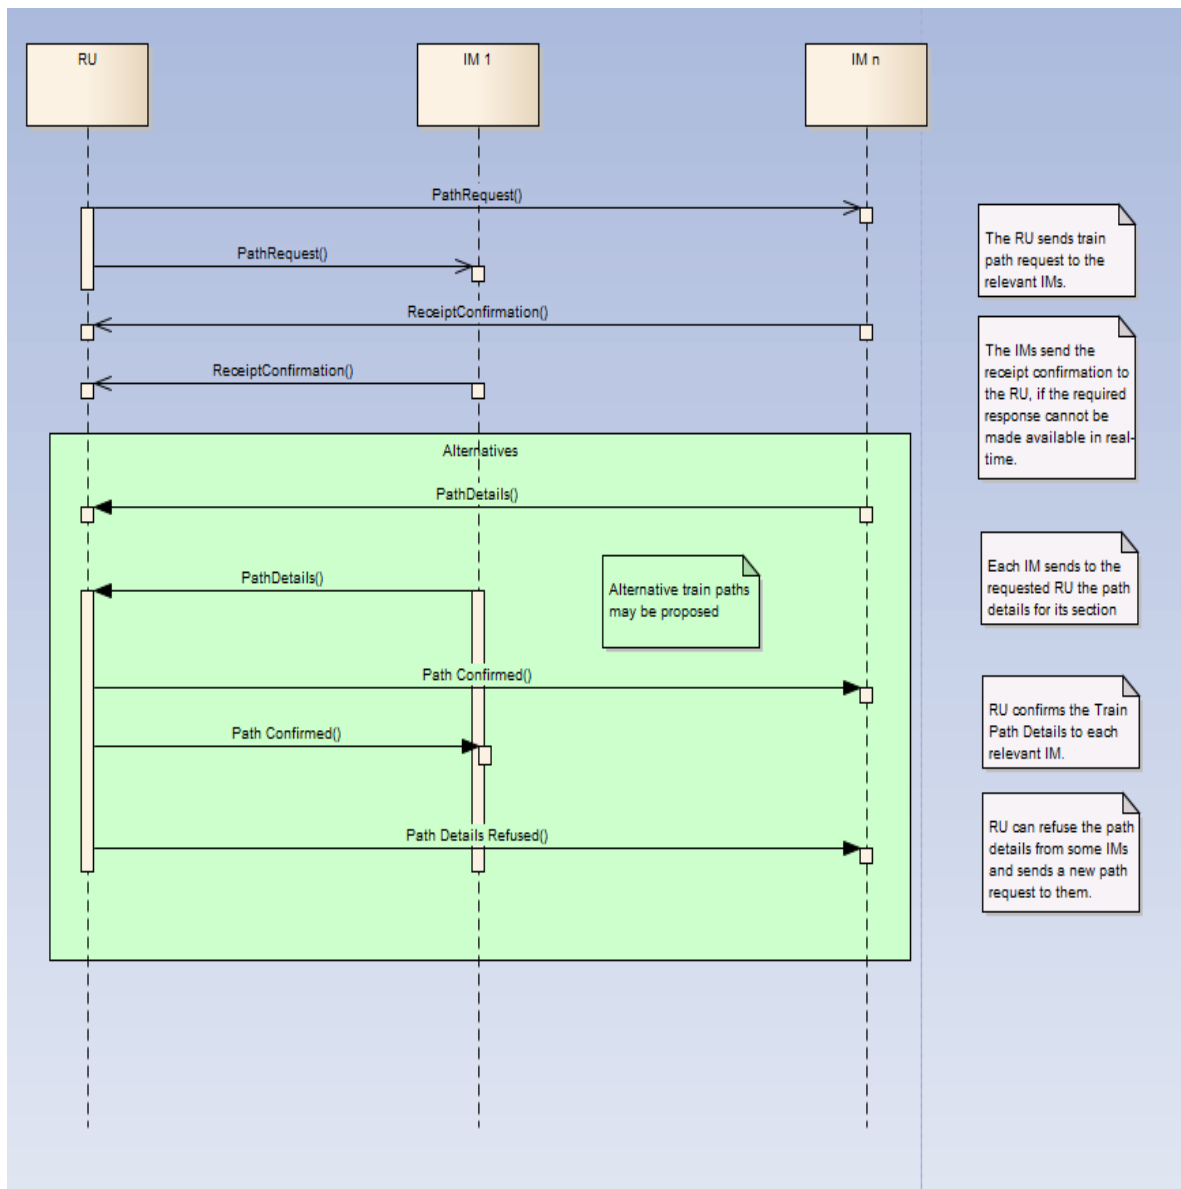 RU
IM 1
IM n
PathRequest()
PathRequest()
ReceiptConfirmation()
ReceiptConfirmation()
Alternatives
PathDetails()
PathDetails()
Alternative train paths
may be proposed
Path Confirmed()
Path Confirmed()
Path Details Refused()
The RU sends train
path request to the
relevant IMs.
The IMs send the
receipt confirmation to
the RU, if the required
response cannot be
made available in real-
time.
Each IM sends to the
requested RU the path
details for its section
RU confirms the Train
Path Details to each
relevant IM.
RU can refuse the path
details from some IMs
and sends a new path
request to them.